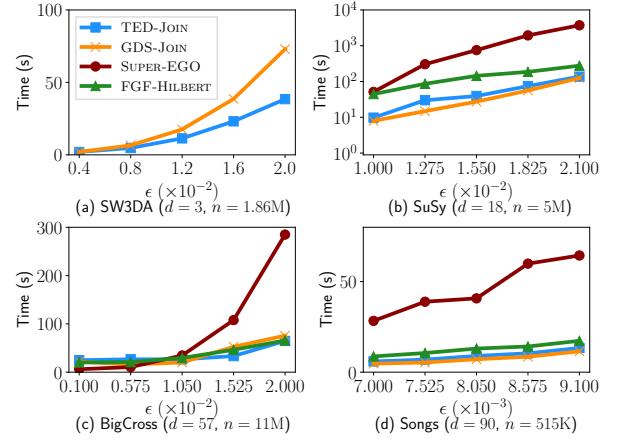 TED-JOIN
GDS-JOIN
SUPER-EGO
FGF-HILBERT
Time (s)
100
50
0
0.4 0.8 1.2 1.6 2.0
ϵ (×10⁻²)
(a) SW3DA (d = 3, n = 1.86M)
Time (s)
10⁴
10³
10²
10¹
10⁰
1.000 1.275 1.550 1.825 2.100
ϵ (×10⁻²)
(b) SuSy (d = 18, n = 5M)
Time (s)
300
200
100
0
0.100 0.575 1.050 1.525 2.000
ϵ (×10⁻²)
(c) BigCross (d = 57, n = 11M)
Time (s)
50
0
7.000 7.525 8.050 8.575 9.100
ϵ (×10⁻³)
(d) Songs (d = 90, n = 515K)